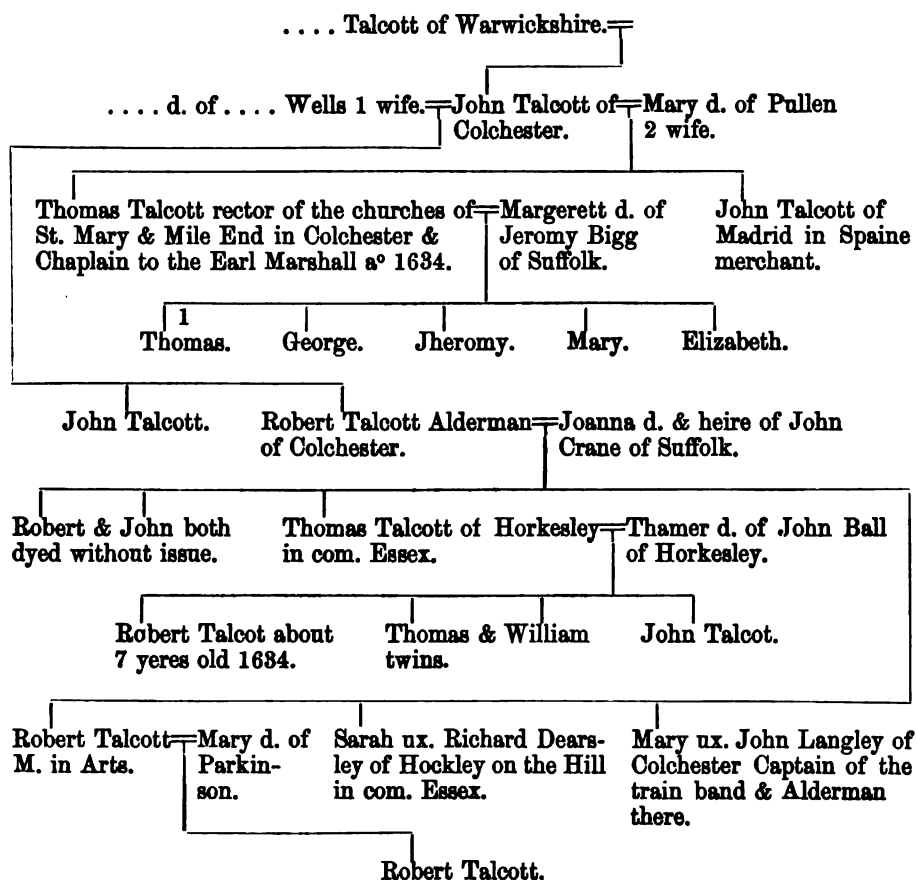 .... Talcott of Warwickshire.=
.... d. of .... Wells 1 wife.=John Talcott of=Mary d. of Pullen
Colchester. 2 wife.
Thomas Talcott rector of the churches of=Margerett d. of John Talcott of
St. Mary & Mile End in Colchester & Jeromy Bigg Madrid in Spaine
Chaplain to the Earl Marshall aº 1634. of Suffolk. merchant.
1
Thomas. George. Jheromy. Mary. Elizabeth.
John Talcott. Robert Talcott Alderman=Joanna d. & heire of John
of Colchester. Crane of Suffolk.
Robert & John both Thomas Talcott of Horkesley=Thamer d. of John Ball
dyed without issue. in com. Essex. of Horkesley.
Robert Talcot about Thomas & William John Talcot.
7 yeres old 1634. twins.
Robert Talcott=Mary d. of Sarah ux. Richard Dears- Mary ux. John Langley of
M. in Arts. Parkin- ley of Hockley on the Hill Colchester Captain of the
son. in com. Essex. train band & Alderman
there.
Robert Talcott.